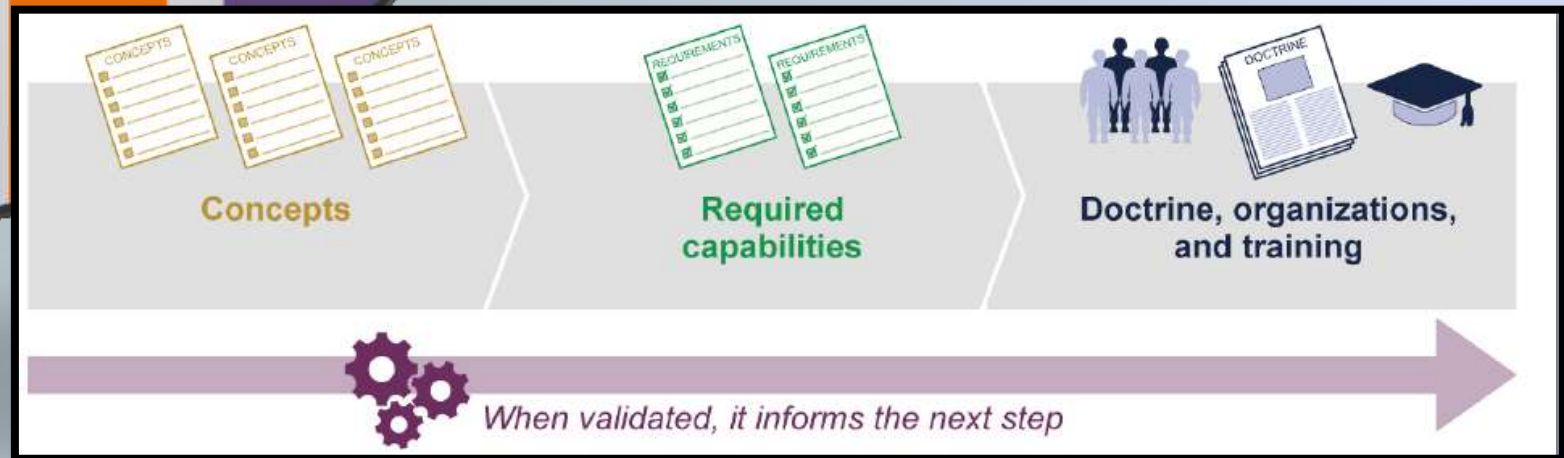 CONCEPTS
CONCEPTS
CONCEPTS
REQUIREMENTS
REQUIREMENTS
DOCTRINE
Concepts
Required
capabilities
Doctrine, organizations,
and training
When validated, it informs the next step